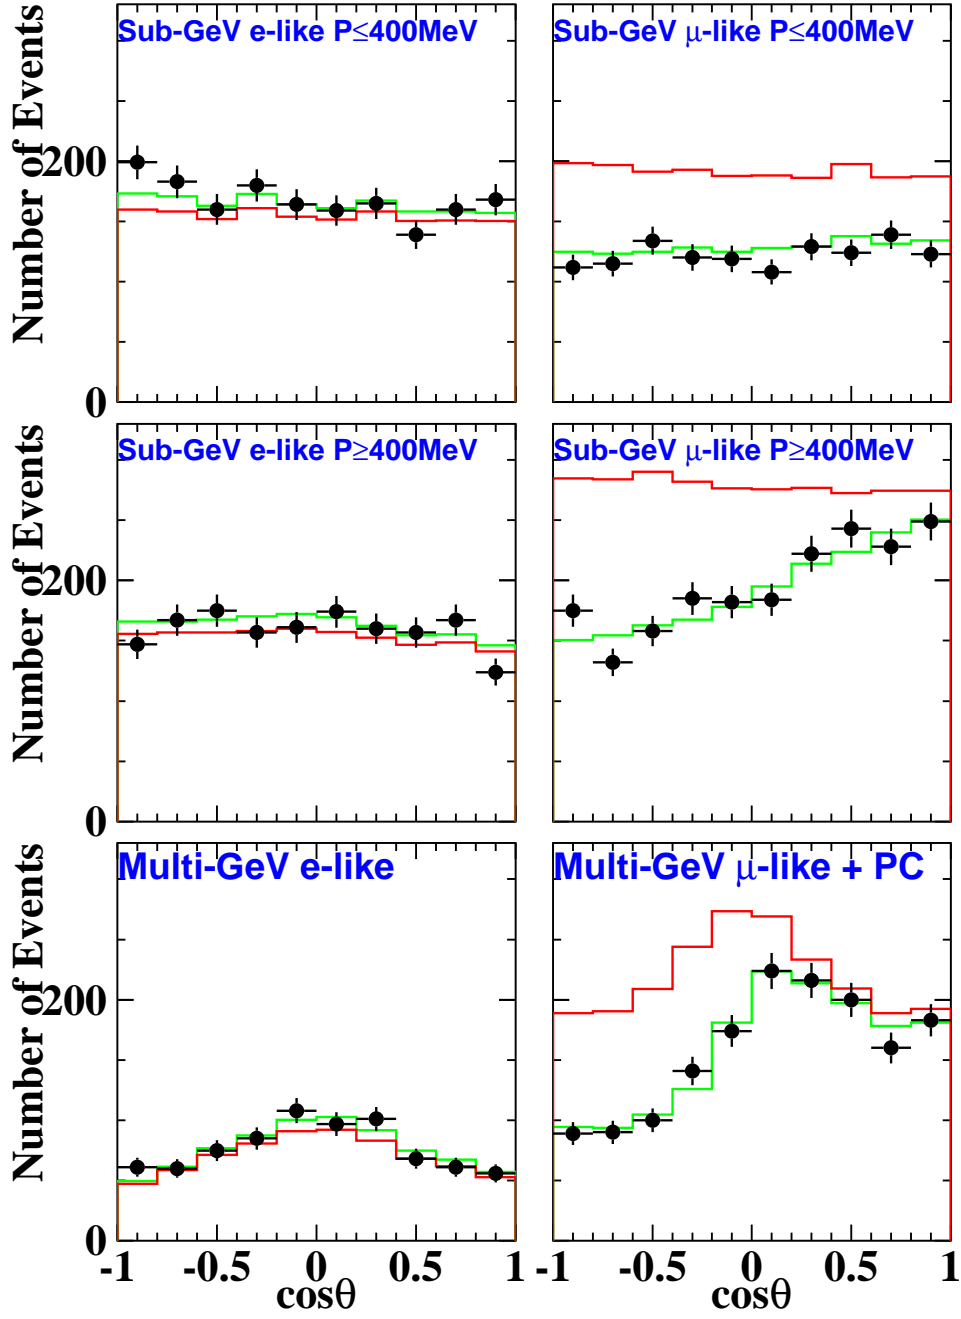 Sub-GeV e-like P≤400MeV
Sub-GeV μ-like P≤400MeV
Number of Events
200
0
Sub-GeV e-like P≥400MeV
Sub-GeV μ-like P≥400MeV
Number of Events
200
0
Multi-GeV e-like
Multi-GeV μ-like + PC
Number of Events
200
0
-1 -0.5 0 0.5 1
-1 -0.5 0 0.5 1
cosθ
cosθ